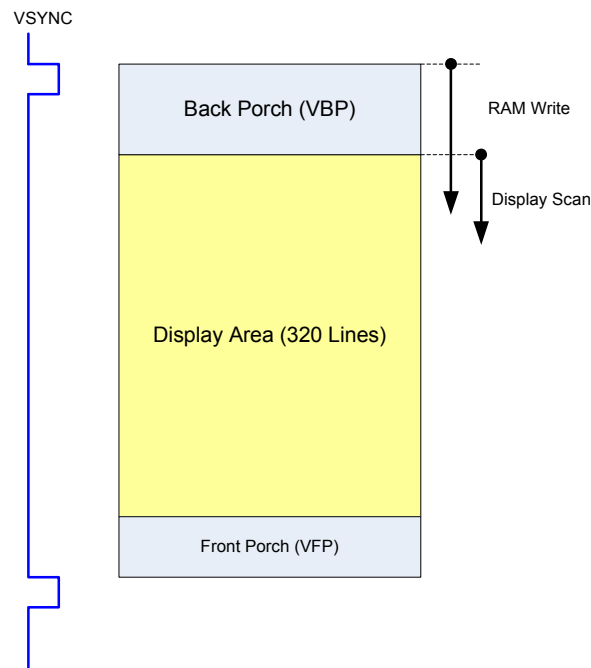 VSYNC
Back Porch (VBP)
RAM Write
Display Scan
Display Area (320 Lines)
Front Porch (VFP)